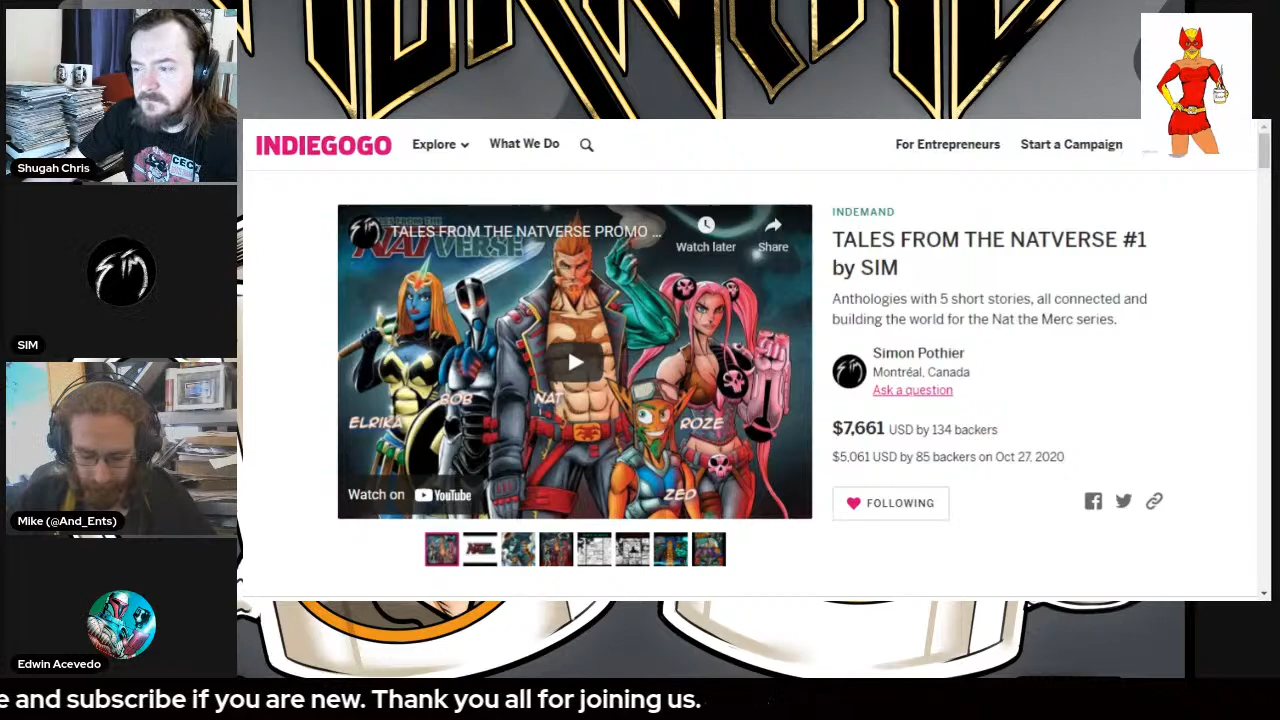 Shugah Chris
SIM
SIM
Mike (@And_Ents)
Edwin Acevedo
INDIEGOGO
Explore
What We Do
For Entrepreneurs
Start a Campaign
TALES FROM THE NATVERSE PROMO ...
Watch later
Share
NATVERSE
ELRIKA
BOB
NAT
ROZE
ZED
Watch on YouTube
INDEMAND
TALES FROM THE NATVERSE #1
by SIM
Anthologies with 5 short stories, all connected and
building the world for the Nat the Merc series.
Simon Pothier
Montréal, Canada
Ask a question
$7,661 USD by 134 backers
$5,061 USD by 85 backers on Oct 27, 2020
FOLLOWING
e and subscribe if you are new. Thank you all for joining us.